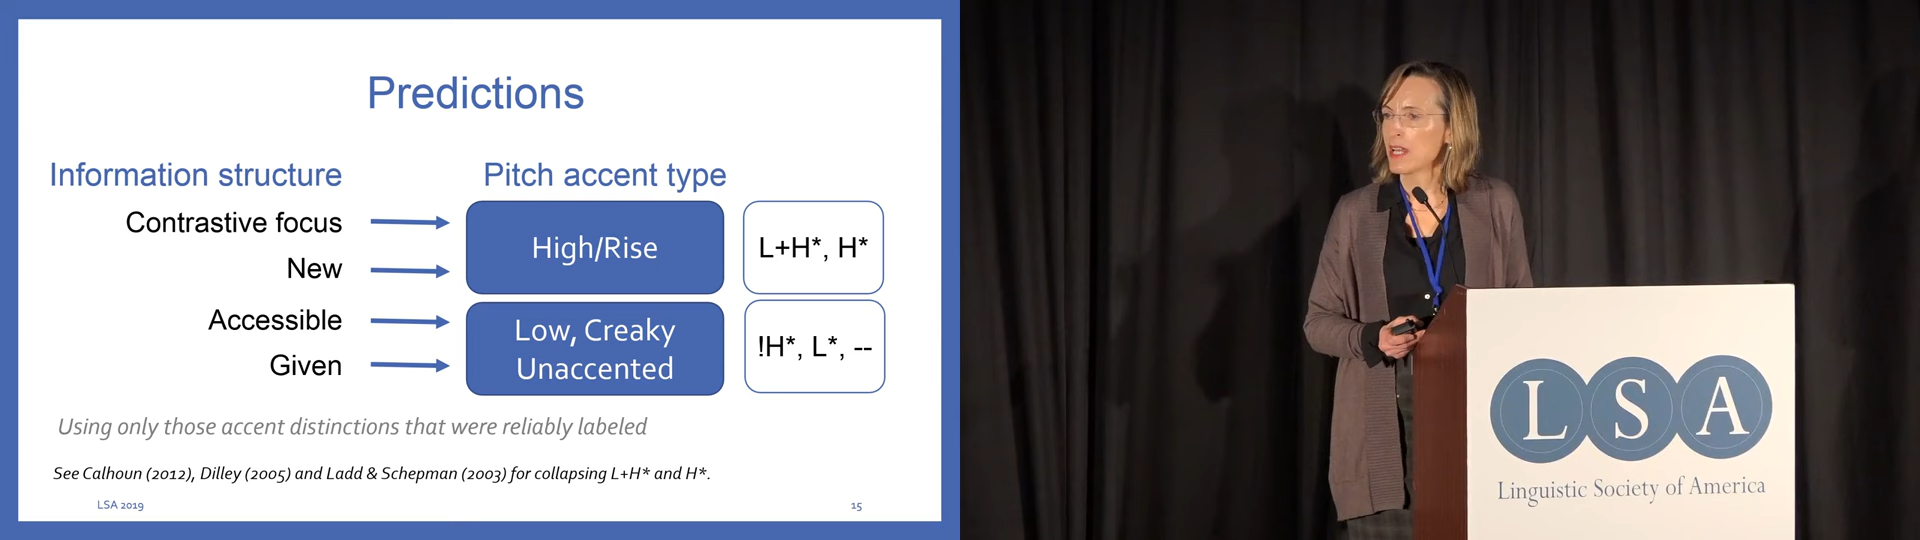 Predictions
Information structure
Pitch accent type
Contrastive focus
New
High/Rise
L+H*, H*
Accessible
Given
Low, Creaky
Unaccented
!H*, L*, --
Using only those accent distinctions that were reliably labeled
See Calhoun (2012), Dilley (2005) and Ladd & Schepman (2003) for collapsing L+H* and H*.
LSA 2019
15
LSA
Linguistic Society of America